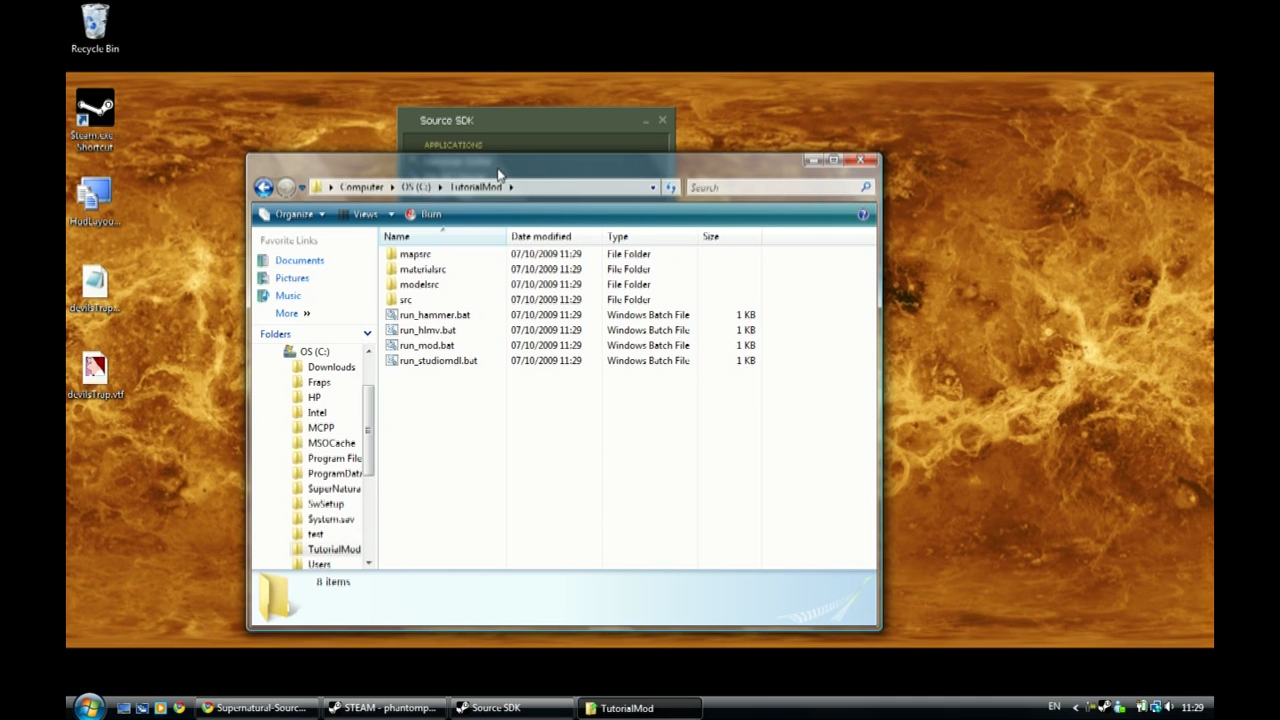 Recycle Bin
Steam.exe
Shortcut
HudLayou...
devilsTrap...
devilsTrap.vtf
Source SDK
APPLICATIONS
Computer OS (C:) TutorialMod
Search
Organize Views Burn
Favorite Links
Documents
Pictures
Music
More »
Folders
OS (C:)
Downloads
Fraps
HP
Intel
MCPP
MSOCache
Program File
ProgramData
SuperNatura
SwSetup
System.sav
test
TutorialMod
Users
Name Date modified Type Size
mapsrc 07/10/2009 11:29 File Folder
materialsrc 07/10/2009 11:29 File Folder
modelsrc 07/10/2009 11:29 File Folder
src 07/10/2009 11:29 File Folder
run_hammer.bat 07/10/2009 11:29 Windows Batch File 1 KB
run_hlmv.bat 07/10/2009 11:29 Windows Batch File 1 KB
run_mod.bat 07/10/2009 11:29 Windows Batch File 1 KB
run_studiomdl.bat 07/10/2009 11:29 Windows Batch File 1 KB
8 items
Supernatural-Sourc...
STEAM - phantomp...
Source SDK
TutorialMod
EN
11:29